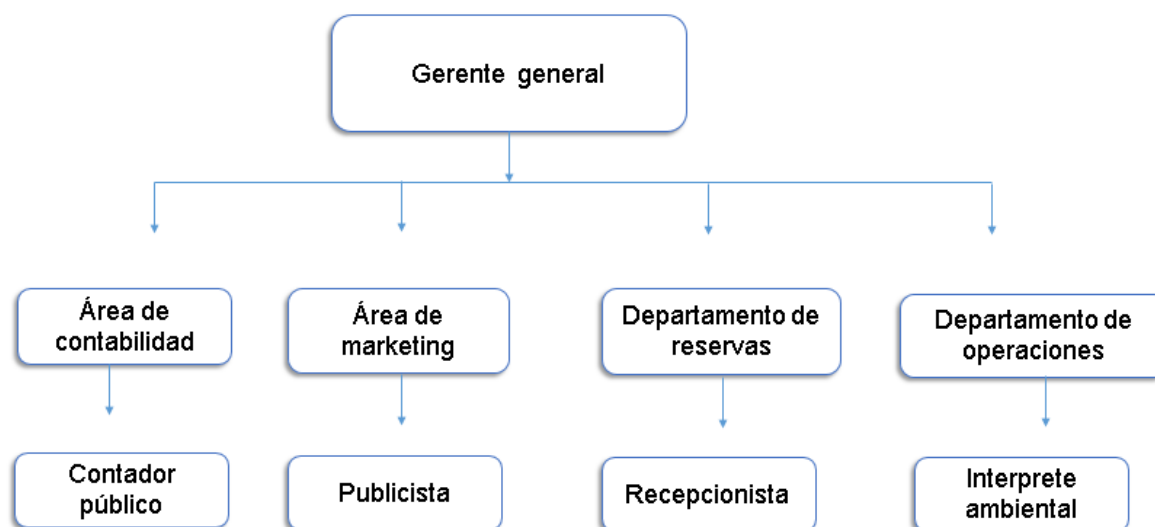 Gerente general
Área de
contabilidad
Área de
marketing
Departamento de
reservas
Departamento de
operaciones
Contador
público
Publicista
Recepcionista
Interprete
ambiental